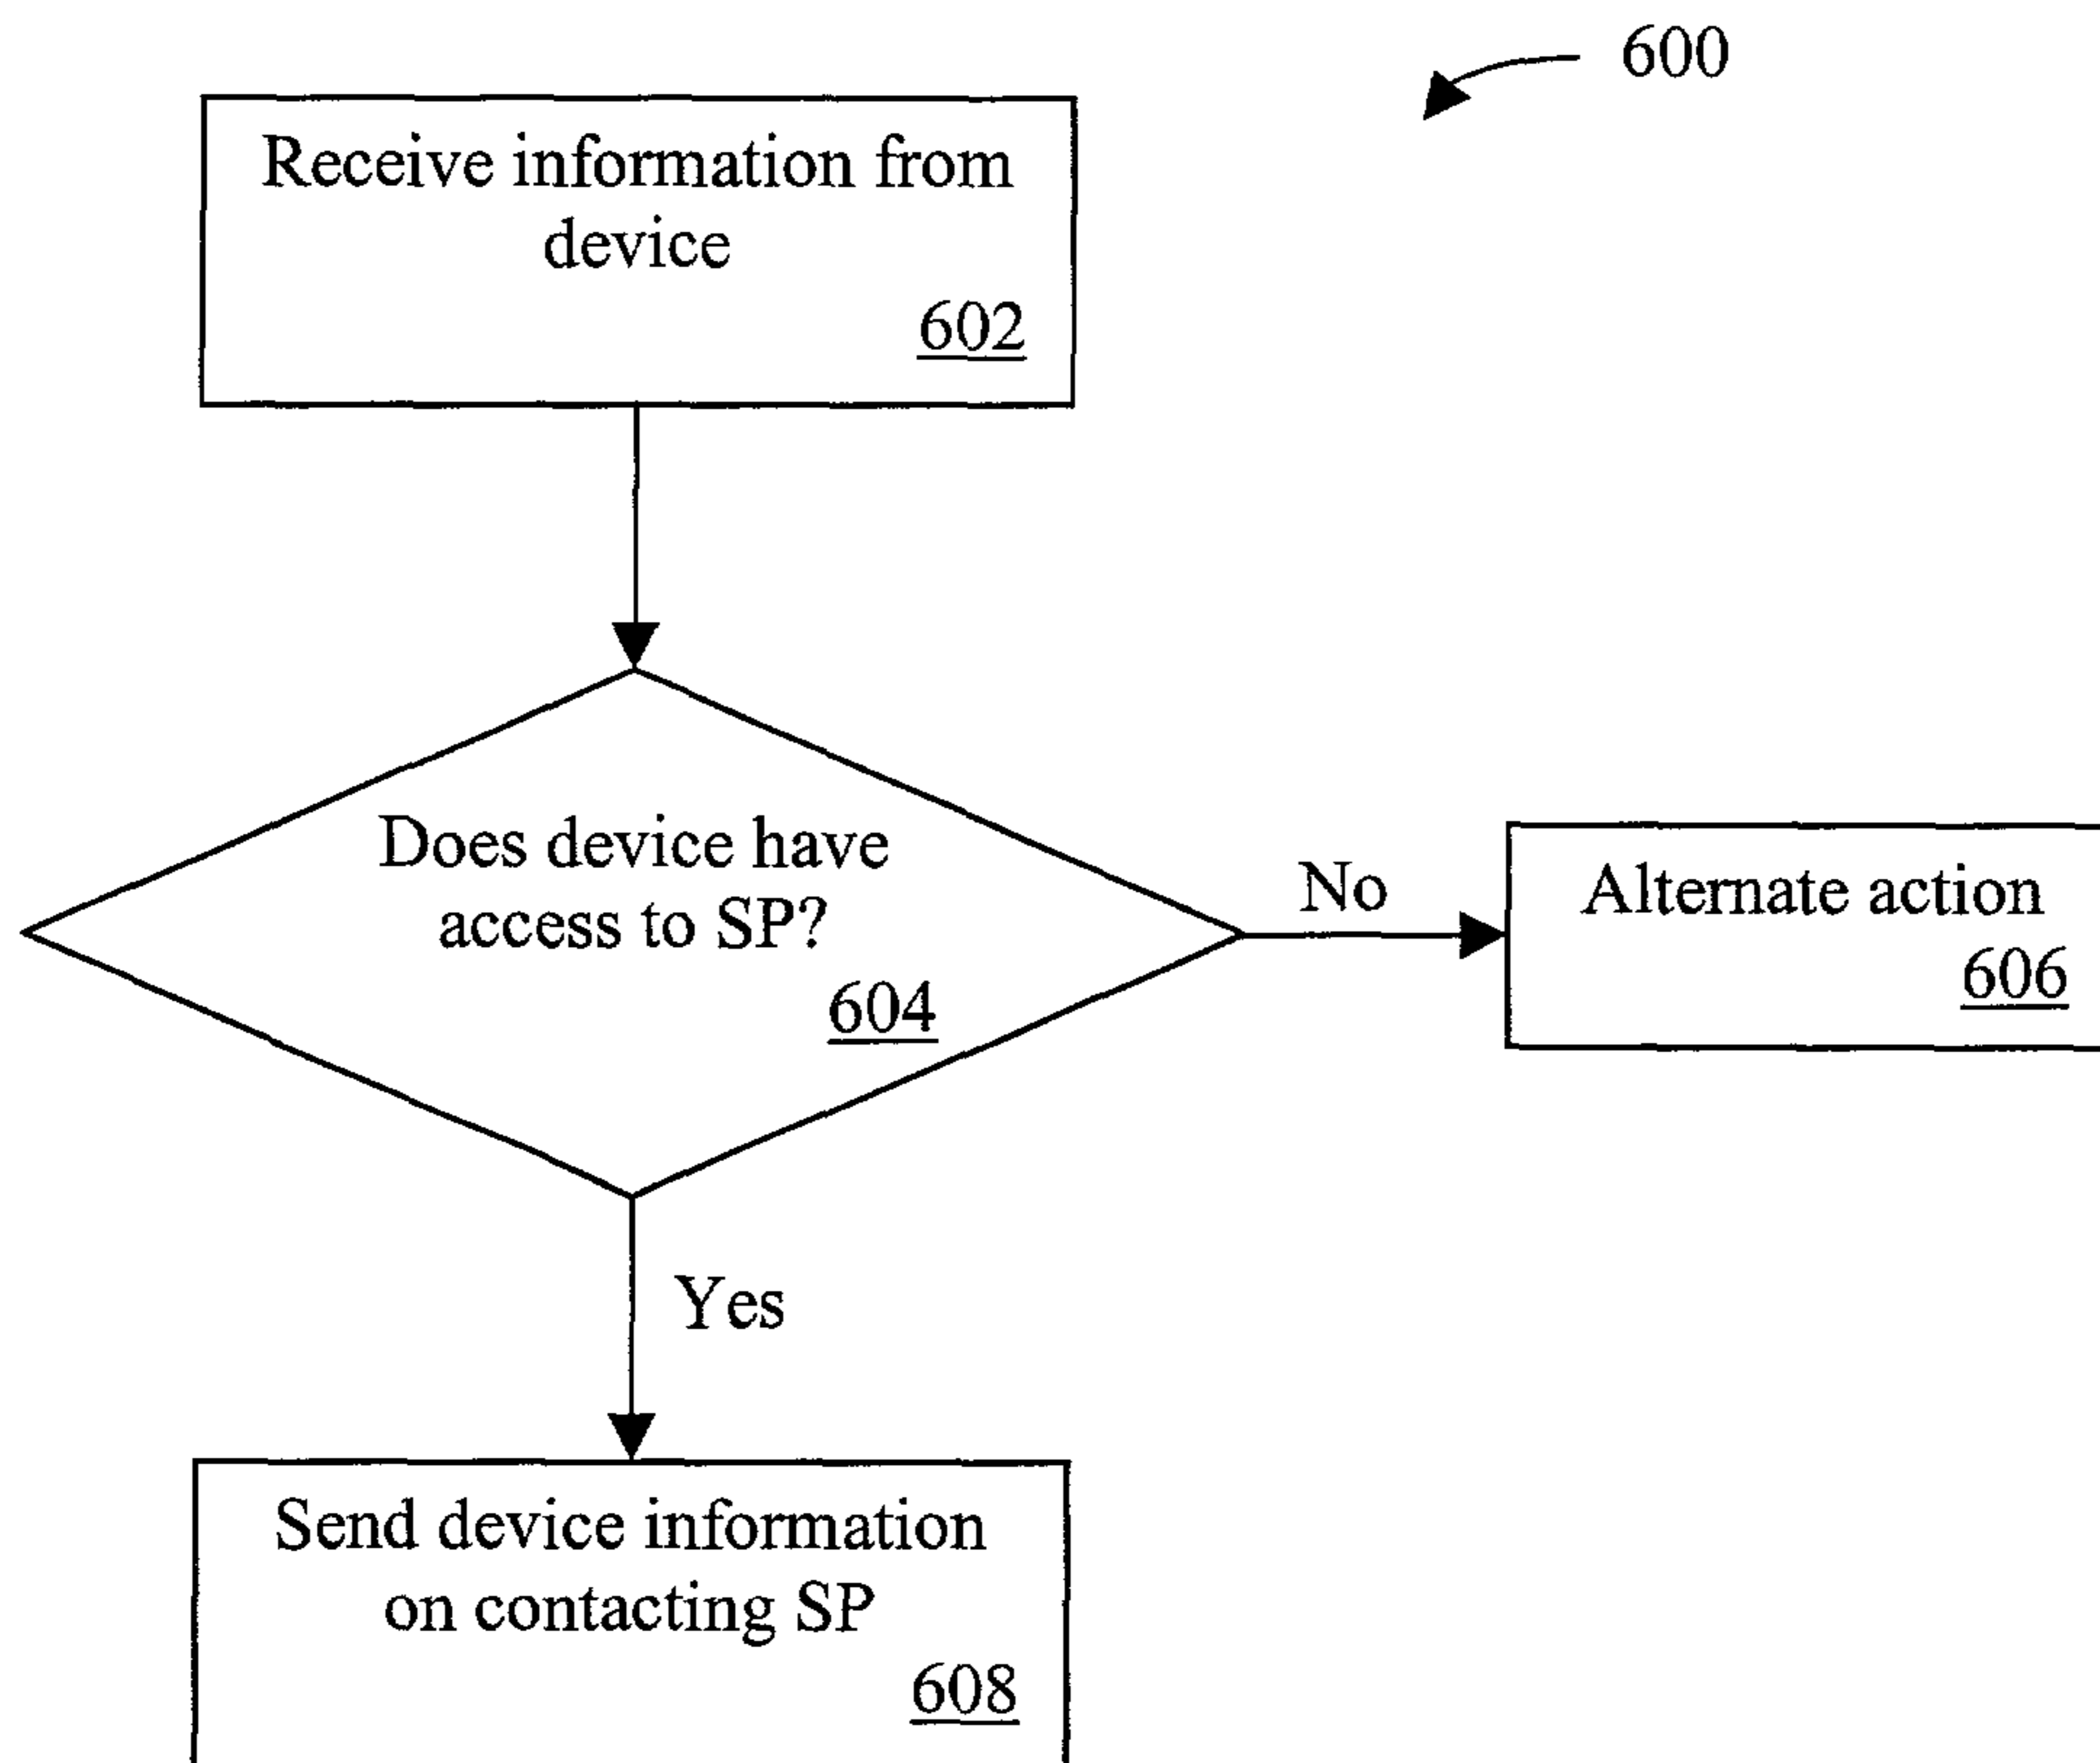 600
Receive information from
device
602
Does device have
access to SP?
604
No
Alternate action
606
Yes
Send device information
on contacting SP
608